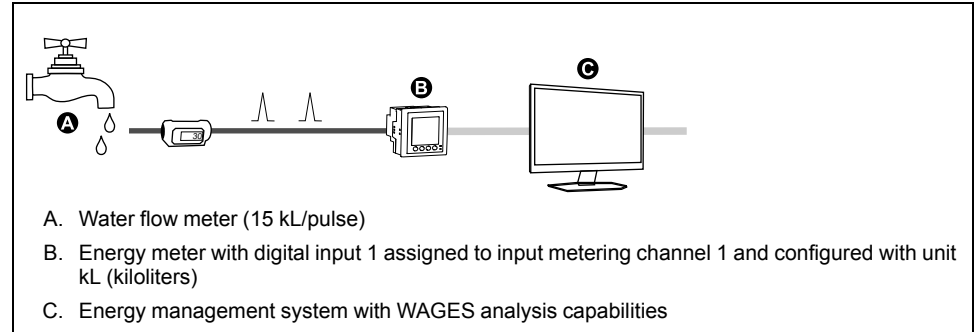 C
B
A
30
A. Water flow meter (15 kL/pulse)
B. Energy meter with digital input 1 assigned to input metering channel 1 and configured with unit
kL (kiloliters)
C. Energy management system with WAGES analysis capabilities